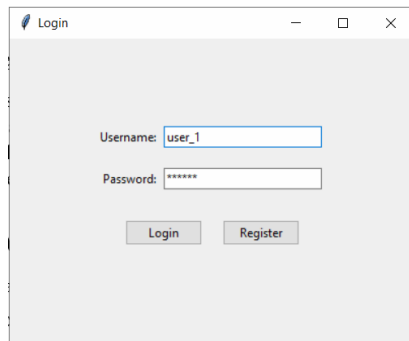 Login
Username: user_1
Password: ******
Login Register